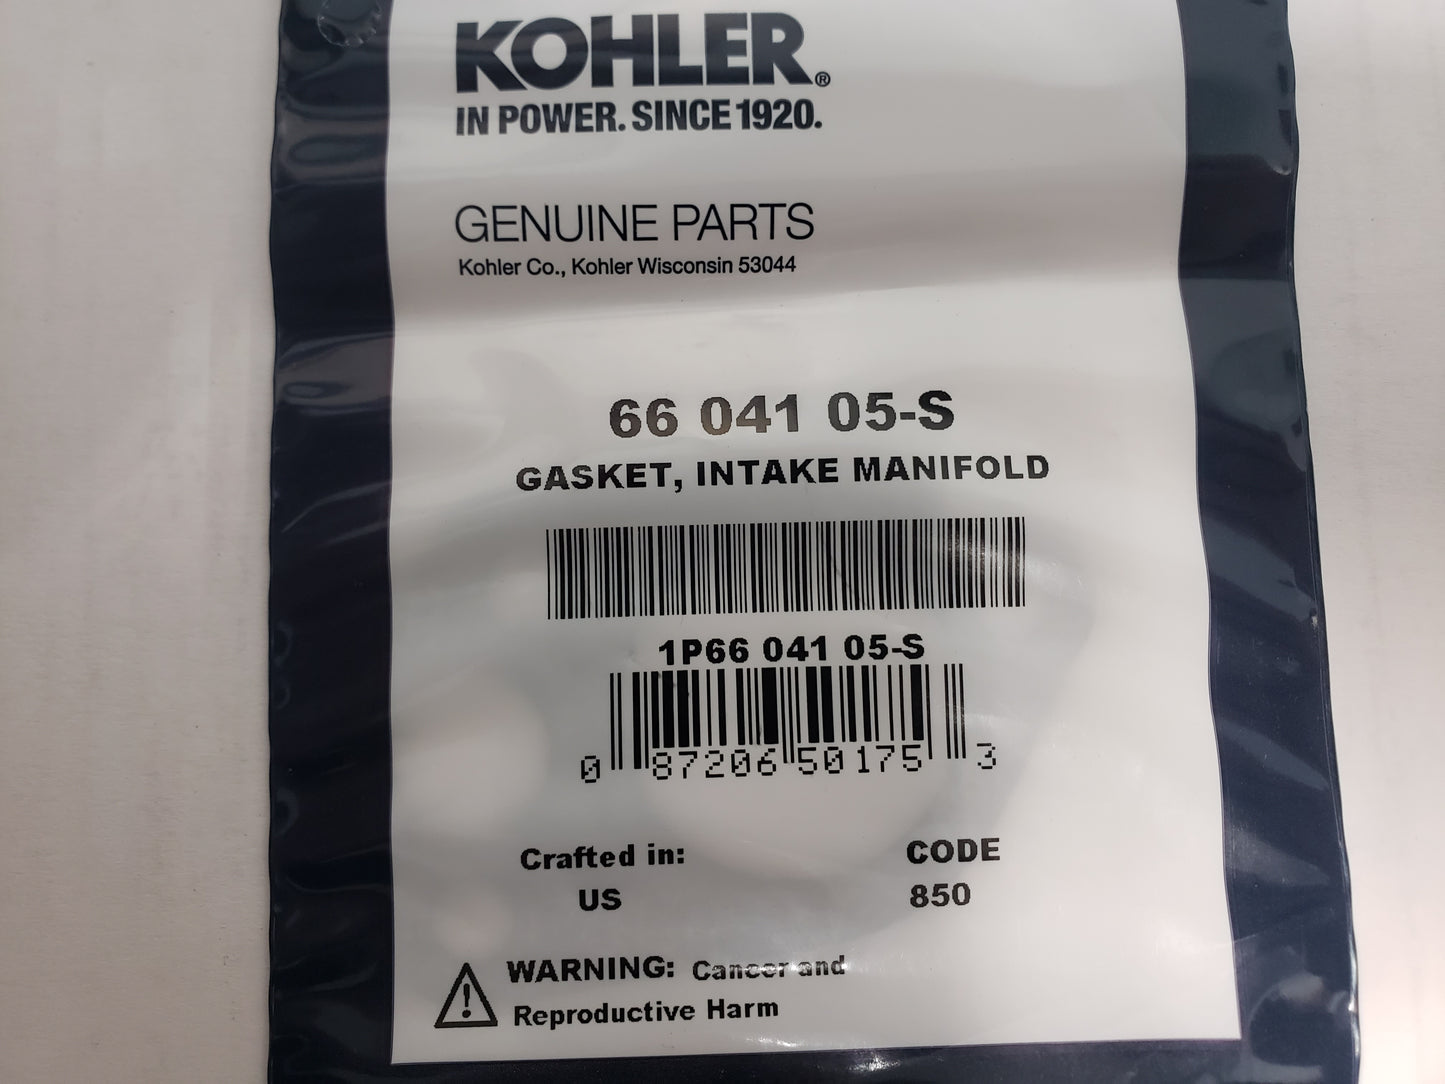 KOHLER®
IN POWER. SINCE 1920.
GENUINE PARTS
Kohler Co., Kohler Wisconsin 53044
66 041 05-S
GASKET, INTAKE MANIFOLD
1P66 041 05-S
0 87206 50175 3
Crafted in: CODE
US 850
WARNING: Cancer and
Reproductive Harm